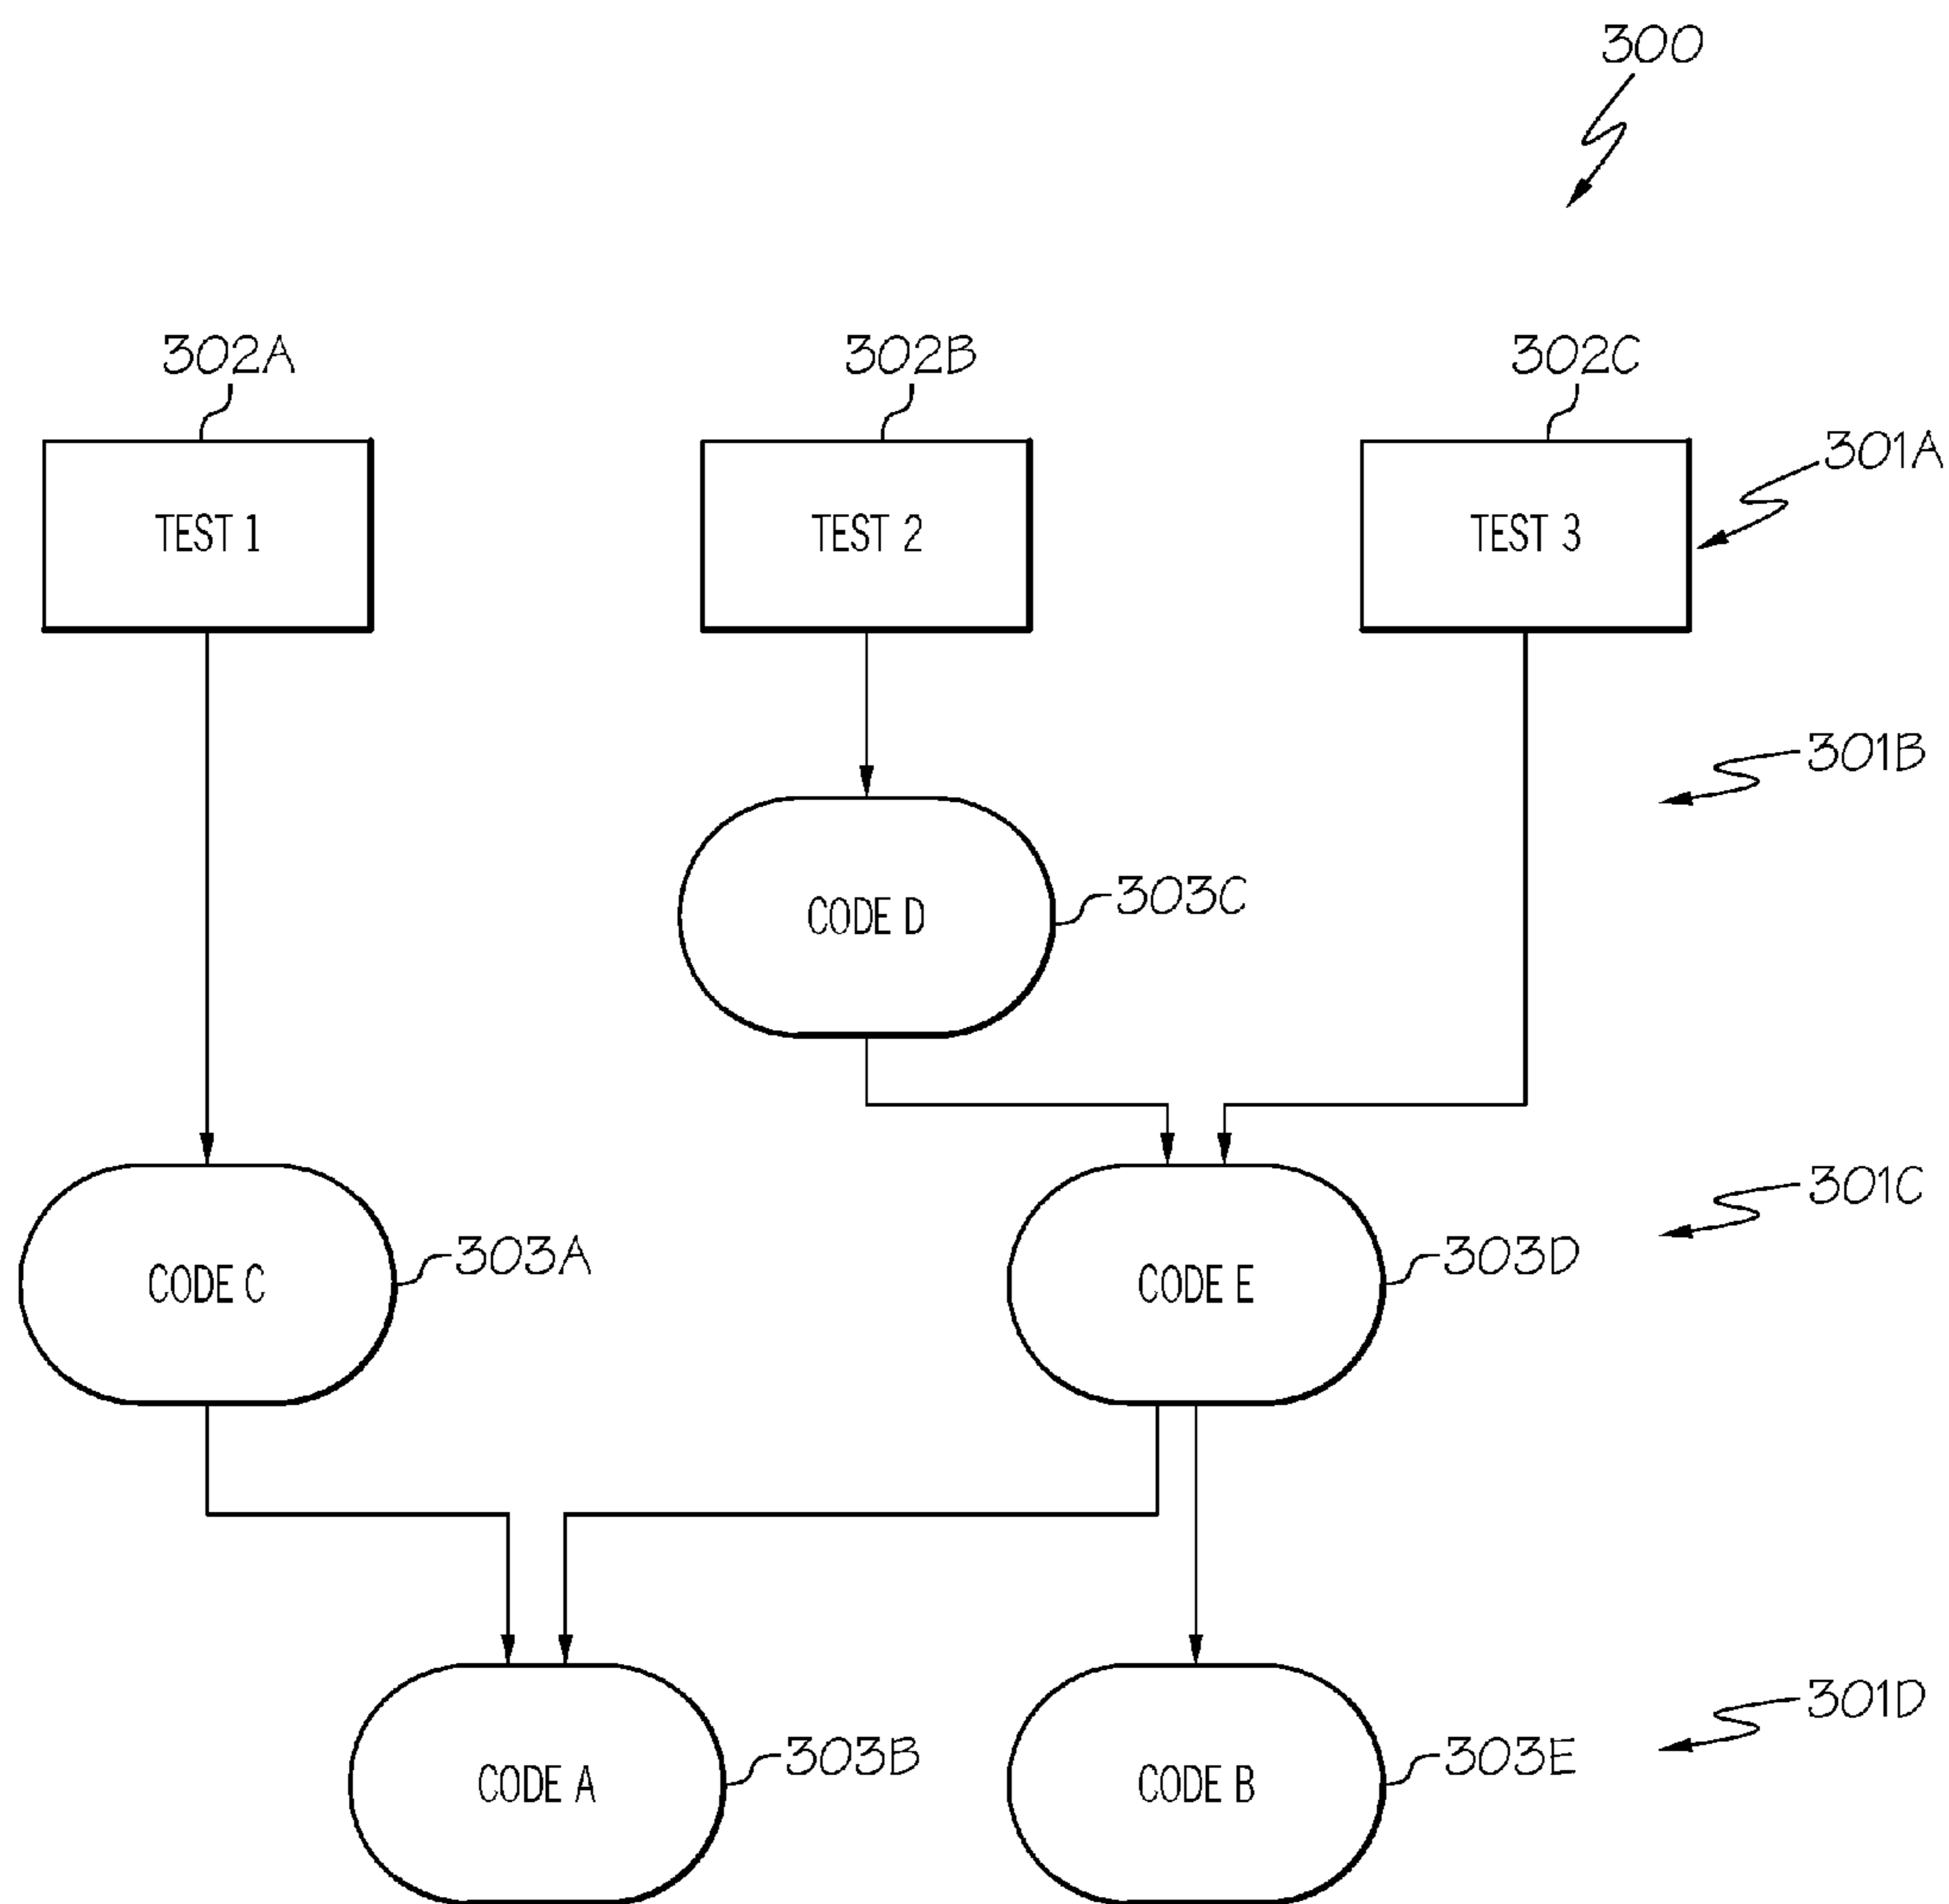 300
302A
302B
302C
301A
TEST 1
TEST 2
TEST 3
301B
CODE D
303C
301C
CODE C
303A
CODE E
303D
301D
CODE A
303B
CODE B
303E